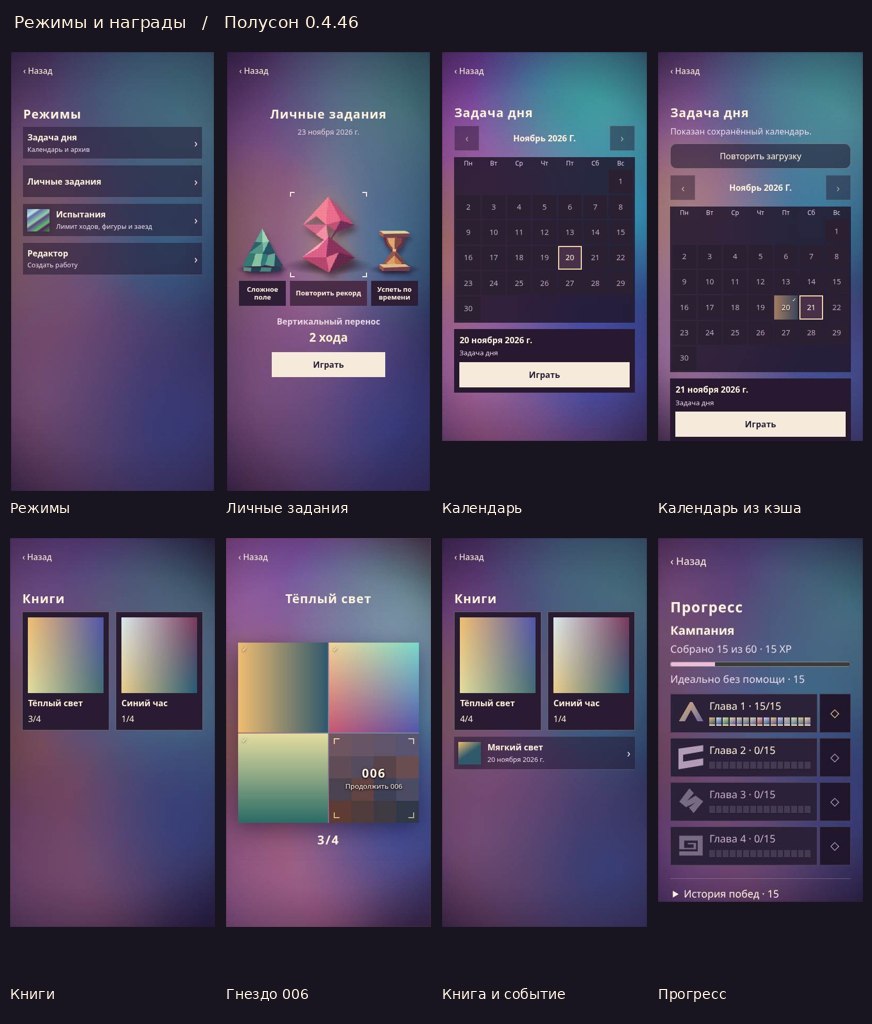 Режимы и награды / Полусон 0.4.46
‹ Назад
Режимы
Задача дня
Календарь и архив
›
Личные задания
›
Испытания
Лимит ходов, фигуры и заезд
›
Редактор
Создать работу
›
Режимы
‹ Назад
Личные задания
23 ноября 2026 г.
Сложное поле
Повторить рекорд
Успеть по времени
Вертикальный перенос
2 хода
Играть
Личные задания
‹ Назад
Задача дня
‹ Ноябрь 2026 Г. ›
Пн Вт Ср Чт Пт Сб Вс
1
2 3 4 5 6 7 8
9 10 11 12 13 14 15
16 17 18 19 20 21 22
23 24 25 26 27 28 29
30
20 ноября 2026 г.
Задача дня
Играть
Календарь
‹ Назад
Задача дня
Показан сохранённый календарь.
Повторить загрузку
‹ Ноябрь 2026 Г. ›
Пн Вт Ср Чт Пт Сб Вс
1
2 3 4 5 6 7 8
9 10 11 12 13 14 15
16 17 18 19 20 ✓ 21 22
23 24 25 26 27 28 29
30
21 ноября 2026 г.
Задача дня
Играть
Календарь из кэша
‹ Назад
Книги
Тёплый свет
3/4
Синий час
1/4
Книги
‹ Назад
Тёплый свет
006
Продолжить 006
3/4
Гнездо 006
‹ Назад
Книги
Тёплый свет
4/4
Синий час
1/4
Мягкий свет
20 ноября 2026 г.
›
Книга и событие
‹ Назад
Прогресс
Кампания
Собрано 15 из 60 · 15 XP
Идеально без помощи · 15
Глава 1 · 15/15
Глава 2 · 0/15
Глава 3 · 0/15
Глава 4 · 0/15
▶ История побед · 15
Прогресс